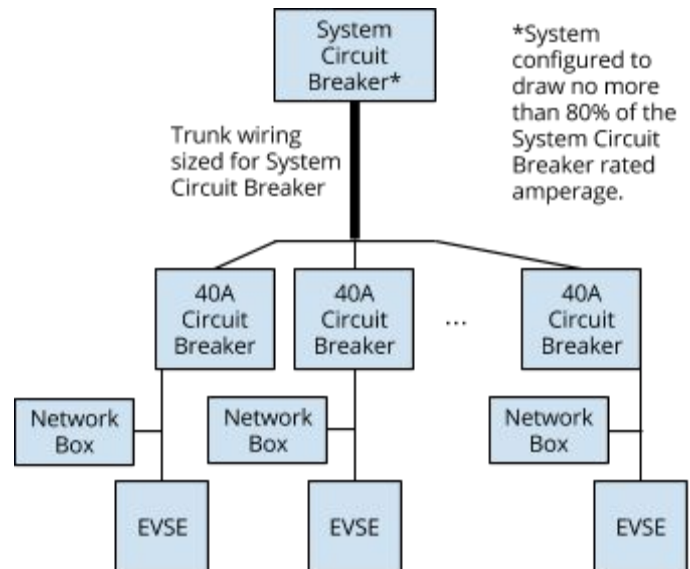 System
Circuit
Breaker*
*System
configured to
draw no more
than 80% of the
System Circuit
Breaker rated
amperage.
Trunk wiring
sized for System
Circuit Breaker
40A
Circuit
Breaker
40A
Circuit
Breaker
...
40A
Circuit
Breaker
Network
Box
Network
Box
Network
Box
EVSE
EVSE
EVSE